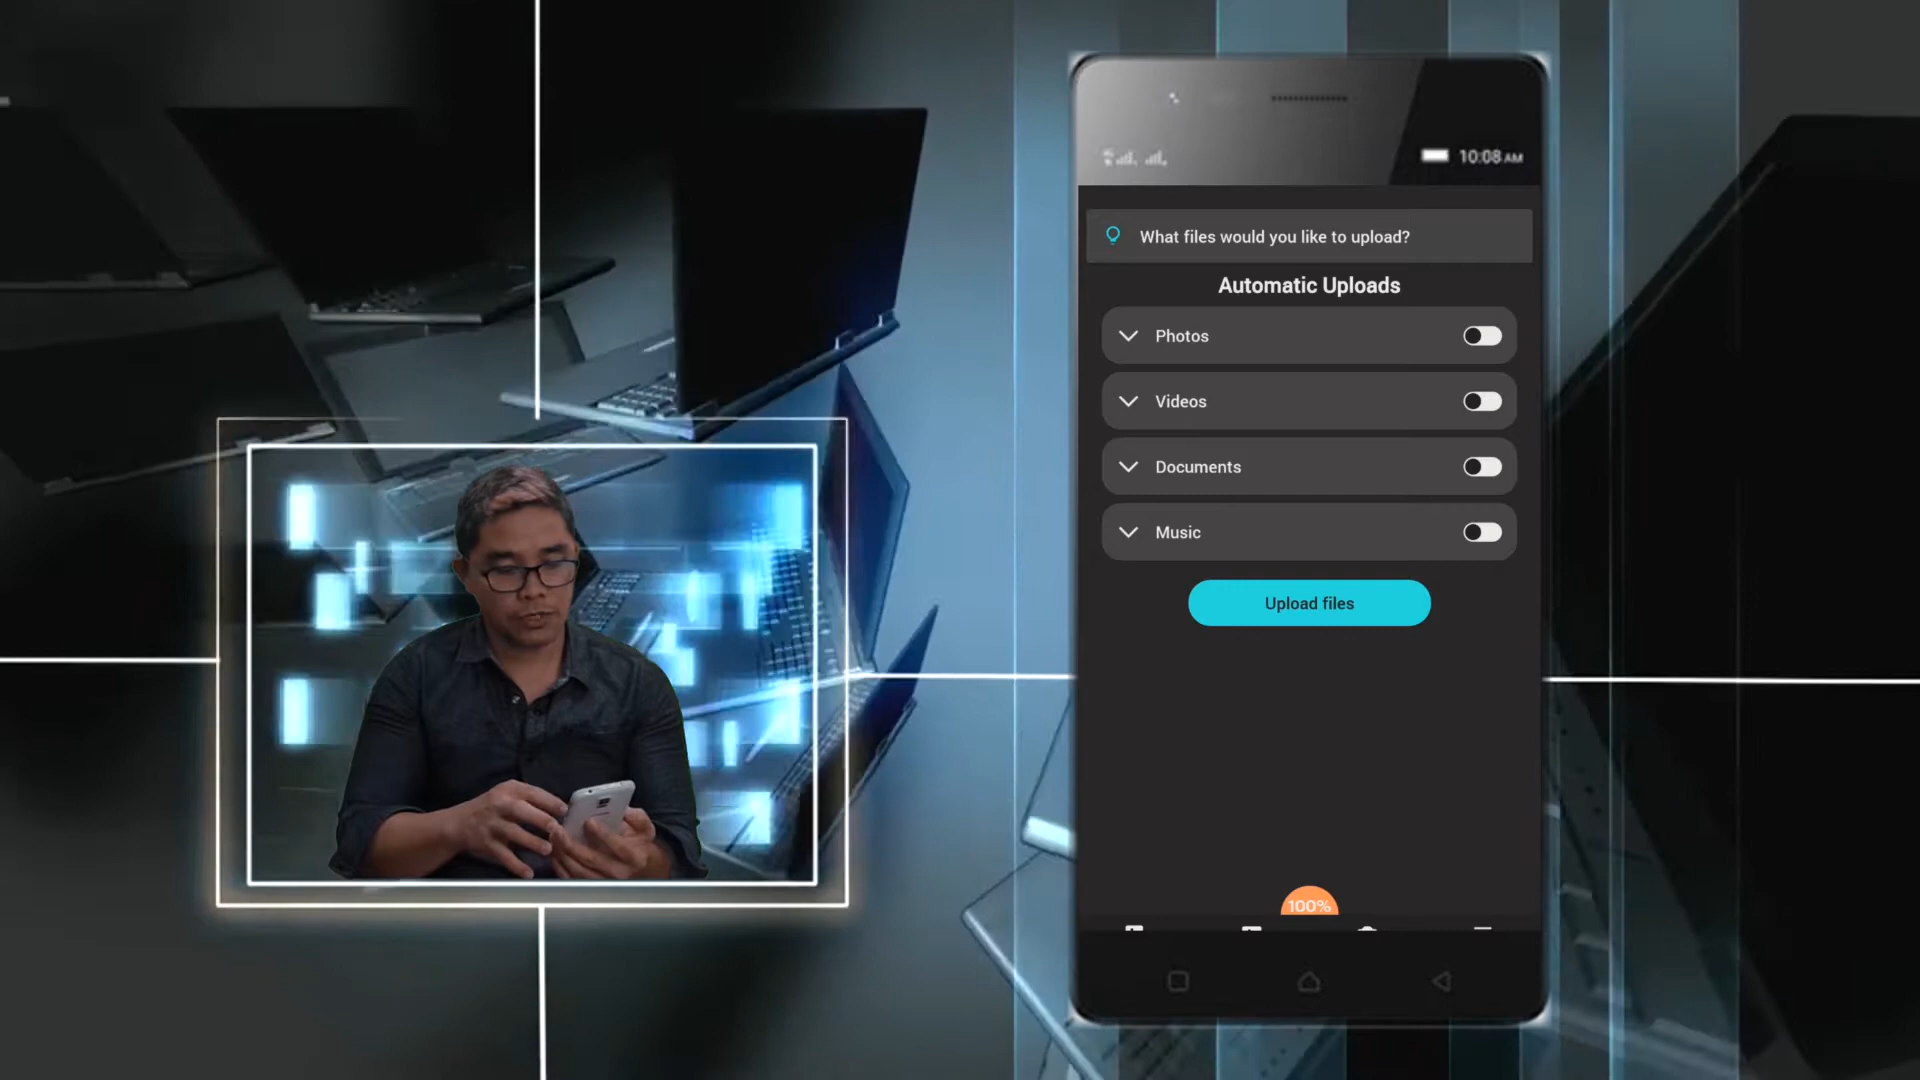 10:08 AM
What files would you like to upload?
Automatic Uploads
Photos
Videos
Documents
Music
Upload files
100%